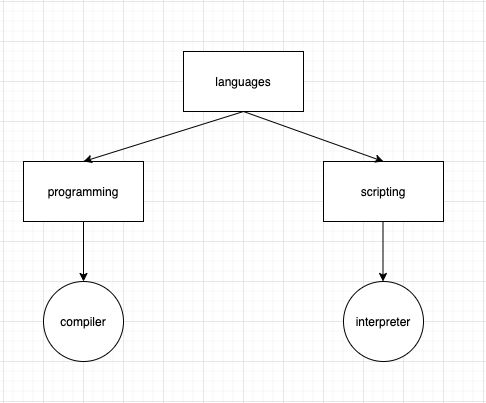 languages
programming
scripting
compiler
interpreter